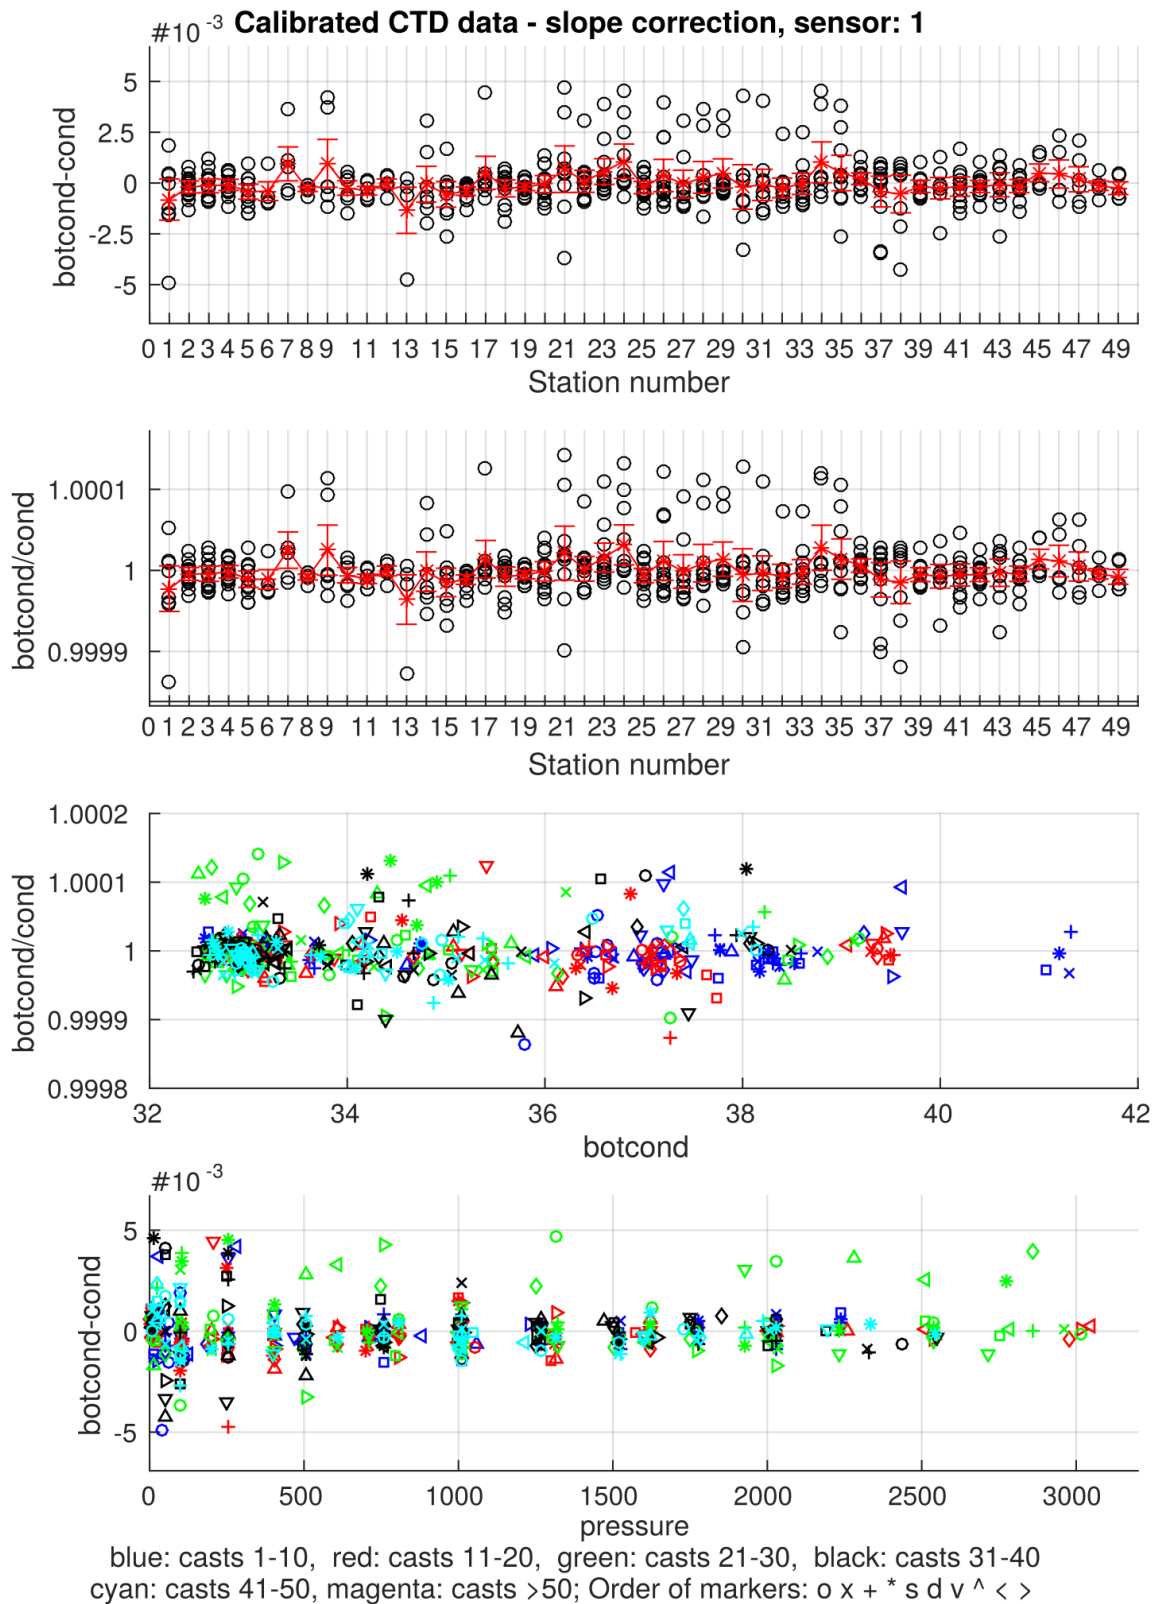 #10 -3 Calibrated CTD data - slope correction, sensor: 1
5
2.5
0
-2.5
-5
botcond-cond
0 1 2 3 4 5 6 7 8 9 11 13 15 17 19 21 23 25 27 29 31 33 35 37 39 41 43 45 47 49
Station number
1.0001
1
0.9999
botcond/cond
0 1 2 3 4 5 6 7 8 9 11 13 15 17 19 21 23 25 27 29 31 33 35 37 39 41 43 45 47 49
Station number
1.0002
1.0001
1
0.9999
0.9998
botcond/cond
32 34 36 38 40 42
botcond
#10 -3
5
0
-5
botcond-cond
0 500 1000 1500 2000 2500 3000
pressure
blue: casts 1-10, red: casts 11-20, green: casts 21-30, black: casts 31-40
cyan: casts 41-50, magenta: casts >50; Order of markers: o x + * s d v ^ < >